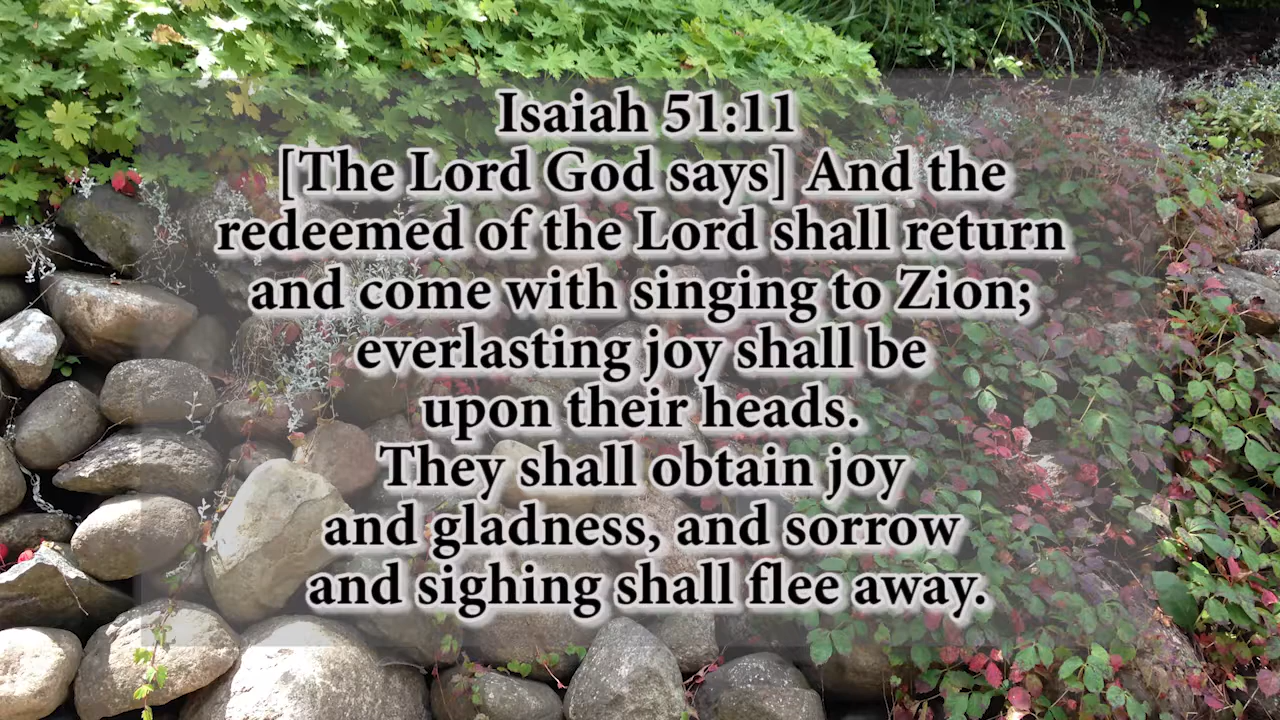 Isaiah 51:11
[The Lord God says] And the
redeemed of the Lord shall return
and come with singing to Zion;
everlasting joy shall be
upon their heads.
They shall obtain joy
and gladness, and sorrow
and sighing shall flee away.